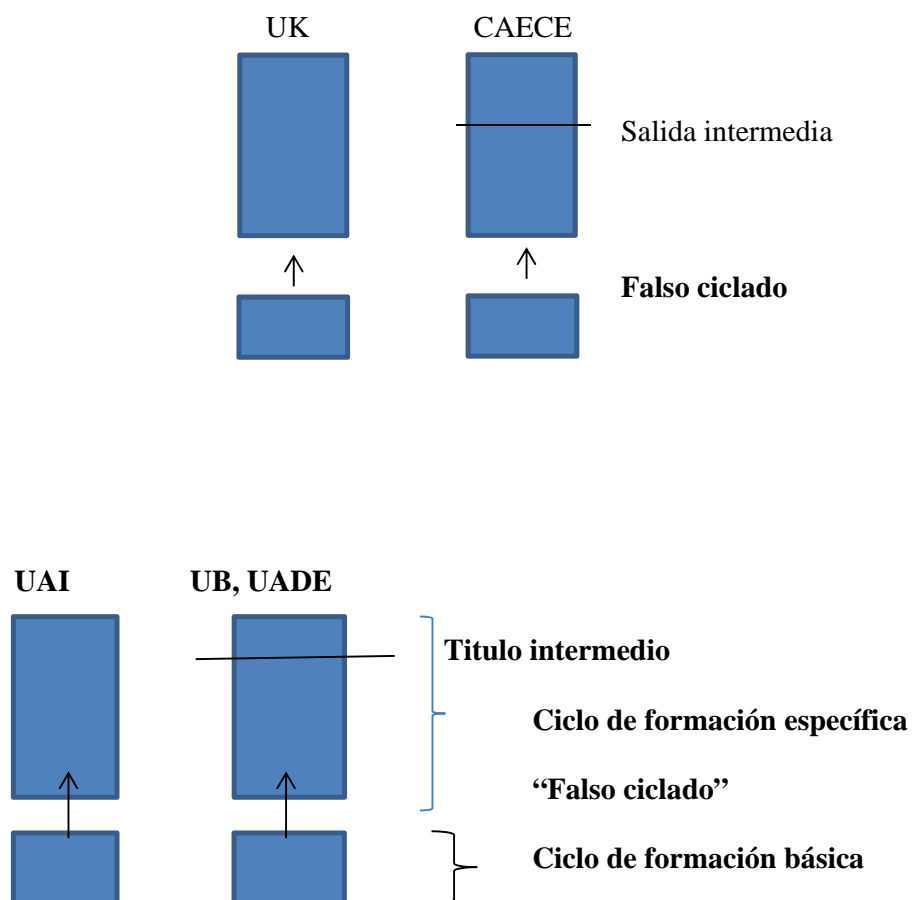 UK CAECE
Salida intermedia
Falso ciclado
UAI UB, UADE
Titulo intermedio
Ciclo de formación específica
“Falso ciclado”
Ciclo de formación básica